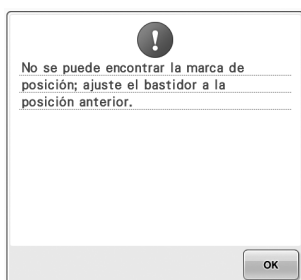 No se puede encontrar la marca de
posición; ajuste el bastidor a la
posición anterior.
OK